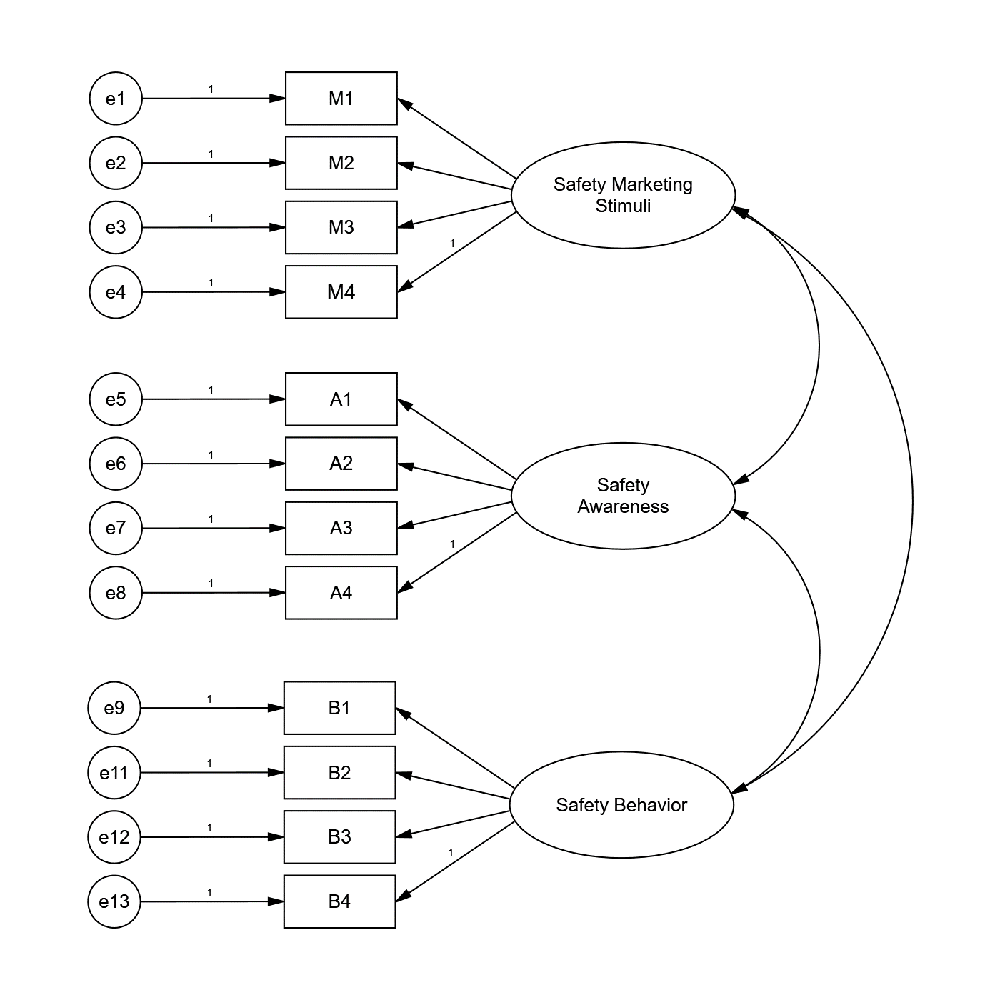 e1
1
M1
e2
1
M2
Safety Marketing
Stimuli
e3
1
M3
1
e4
1
M4
e5
1
A1
e6
1
A2
Safety
Awareness
e7
1
A3
1
e8
1
A4
e9
1
B1
e11
1
B2
Safety Behavior
e12
1
B3
1
e13
1
B4